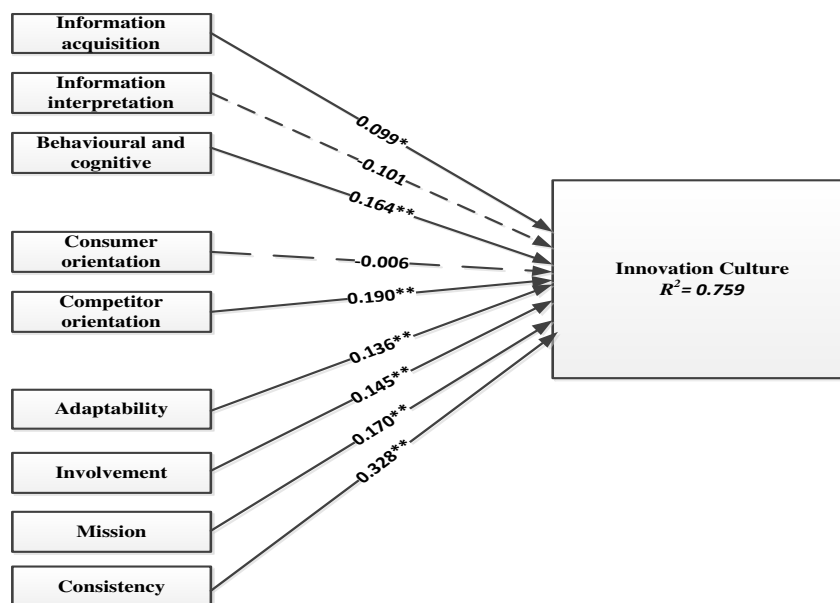 Information
acquisition
0.099*
Information
interpretation
-0.101
Behavioural and
cognitive
0.164**
Consumer
orientation
-0.006
Innovation Culture
R²= 0.759
Competitor
orientation
0.190**
Adaptability
0.136**
Involvement
0.145**
Mission
0.170**
Consistency
0.328**